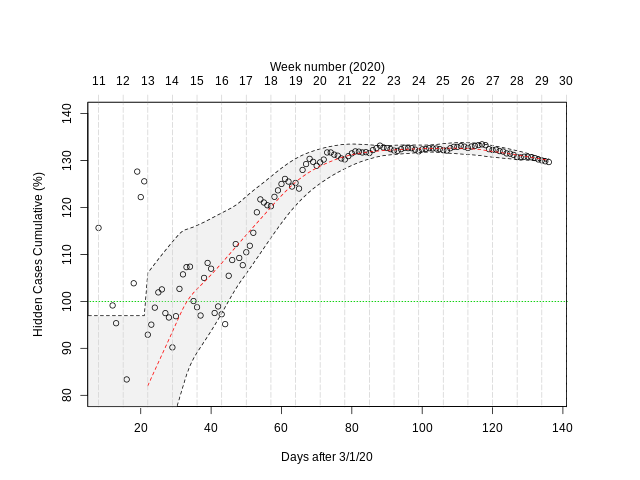 Week number (2020)
11 12 13 14 15 16 17 18 19 20 21 22 23 24 25 26 27 28 29 30
Hidden Cases Cumulative (%)
140
130
120
110
100
90
80
20 40 60 80 100 120 140
Days after 3/1/20